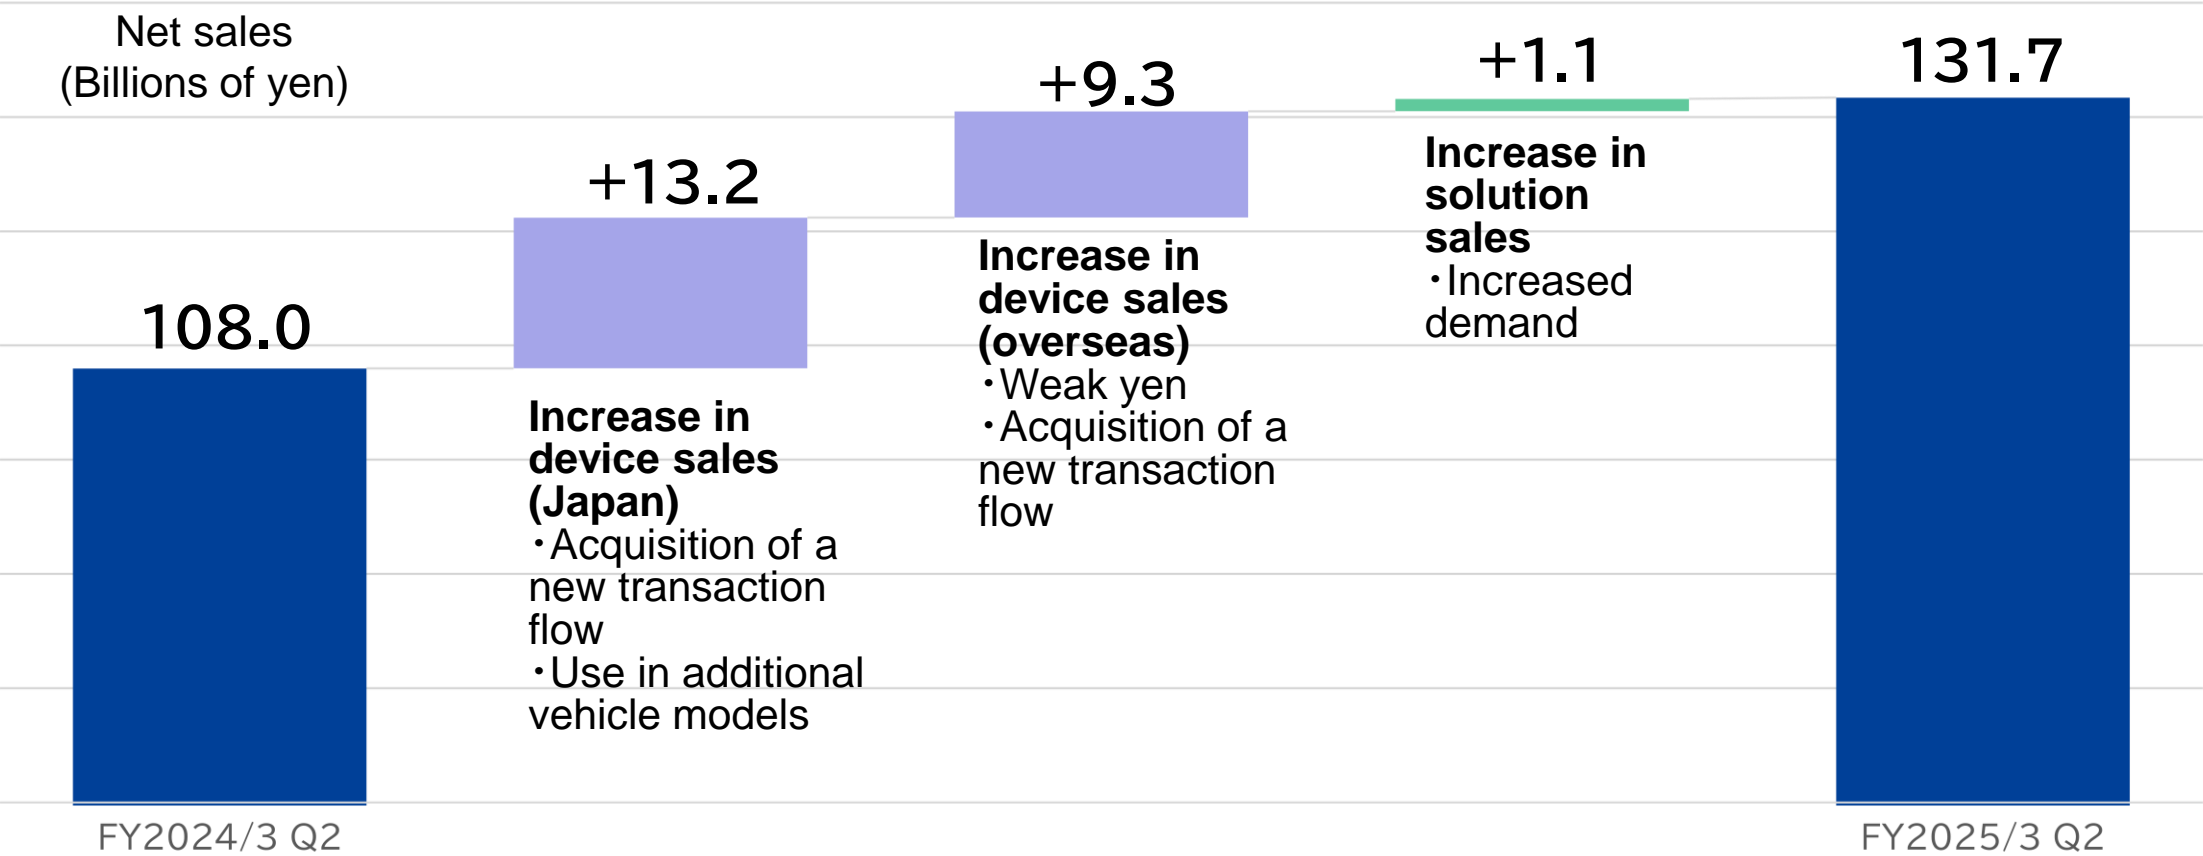 Net sales
(Billions of yen)
108.0
+13.2
Increase in
device sales
(Japan)
・Acquisition of a
new transaction
flow
・Use in additional
vehicle models
+9.3
Increase in
device sales
(overseas)
・Weak yen
・Acquisition of a
new transaction
flow
+1.1
Increase in
solution
sales
・Increased
demand
131.7
FY2024/3 Q2
FY2025/3 Q2